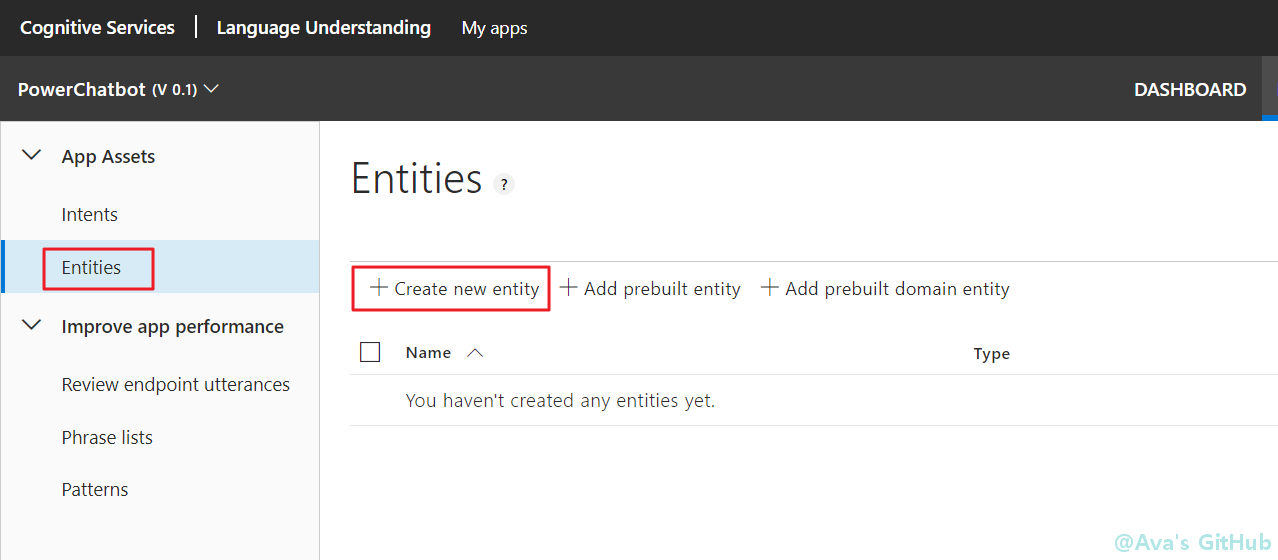 Cognitive Services Language Understanding My apps
PowerChatbot (V 0.1) DASHBOARD
App Assets
Intents
Entities
Improve app performance
Review endpoint utterances
Phrase lists
Patterns
Entities ?
Create new entity Add prebuilt entity Add prebuilt domain entity
Name Type
You haven't created any entities yet.
@Ava's GitHub